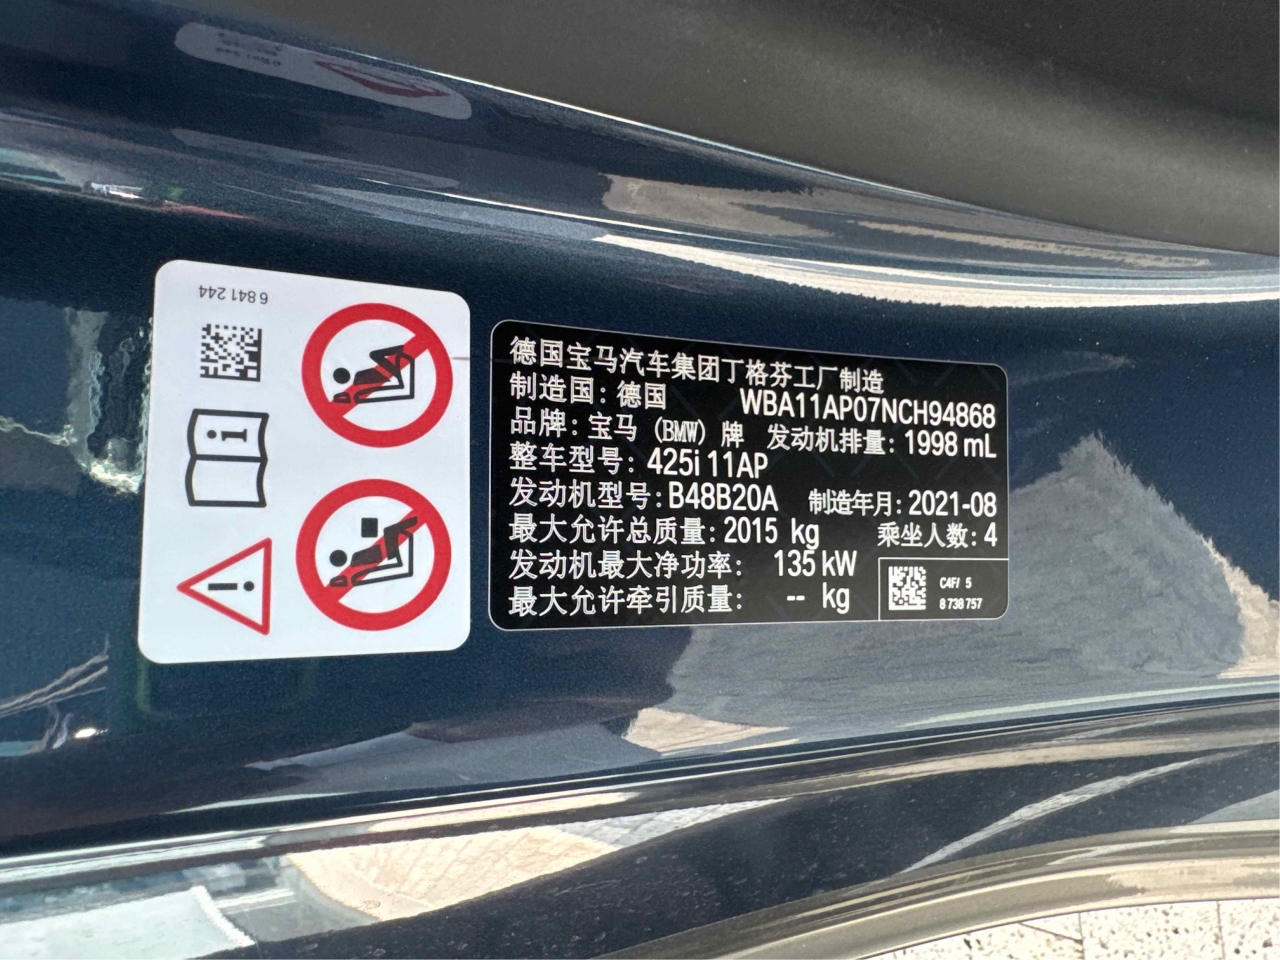 6 841 244
德国宝马汽车集团丁格芬工厂制造
制造国：德国 WBA11AP07NCH94868
品牌：宝马（BMW）牌 发动机排量：1998 mL
整车型号：425i 11AP
发动机型号：B48B20A 制造年月：2021-08
最大允许总质量：2015 kg 乘坐人数：4
发动机最大净功率： 135 kW
最大允许牵引质量： -- kg
C4F/ 5
8 738 757